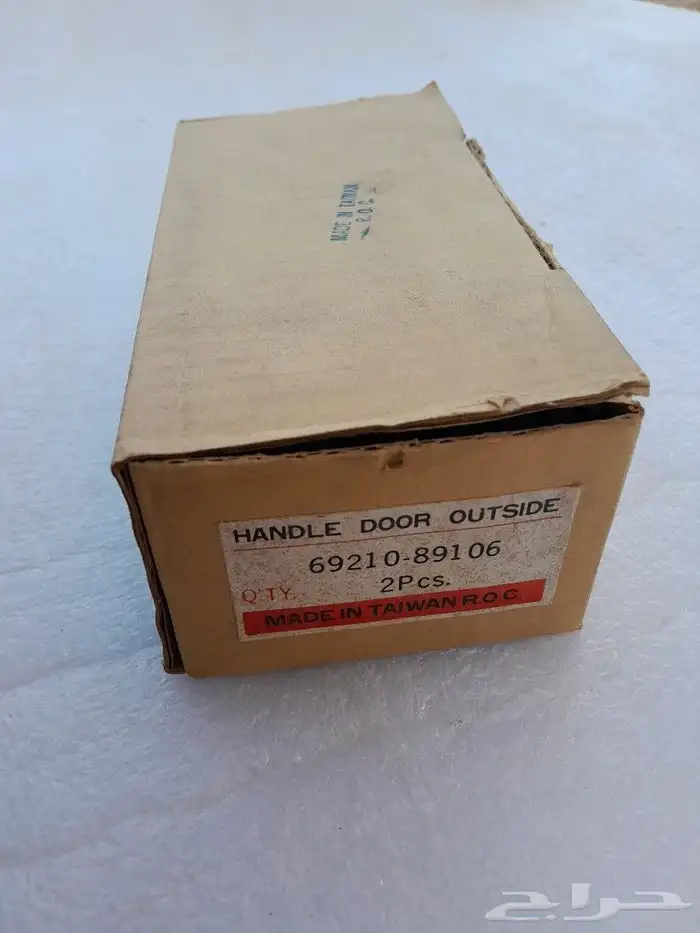 MADE IN TAIWAN
R.O.C
HANDLE DOOR OUTSIDE
69210-89106
Q'TY. 2Pcs.
MADE IN TAIWAN R.O.C.
حراج